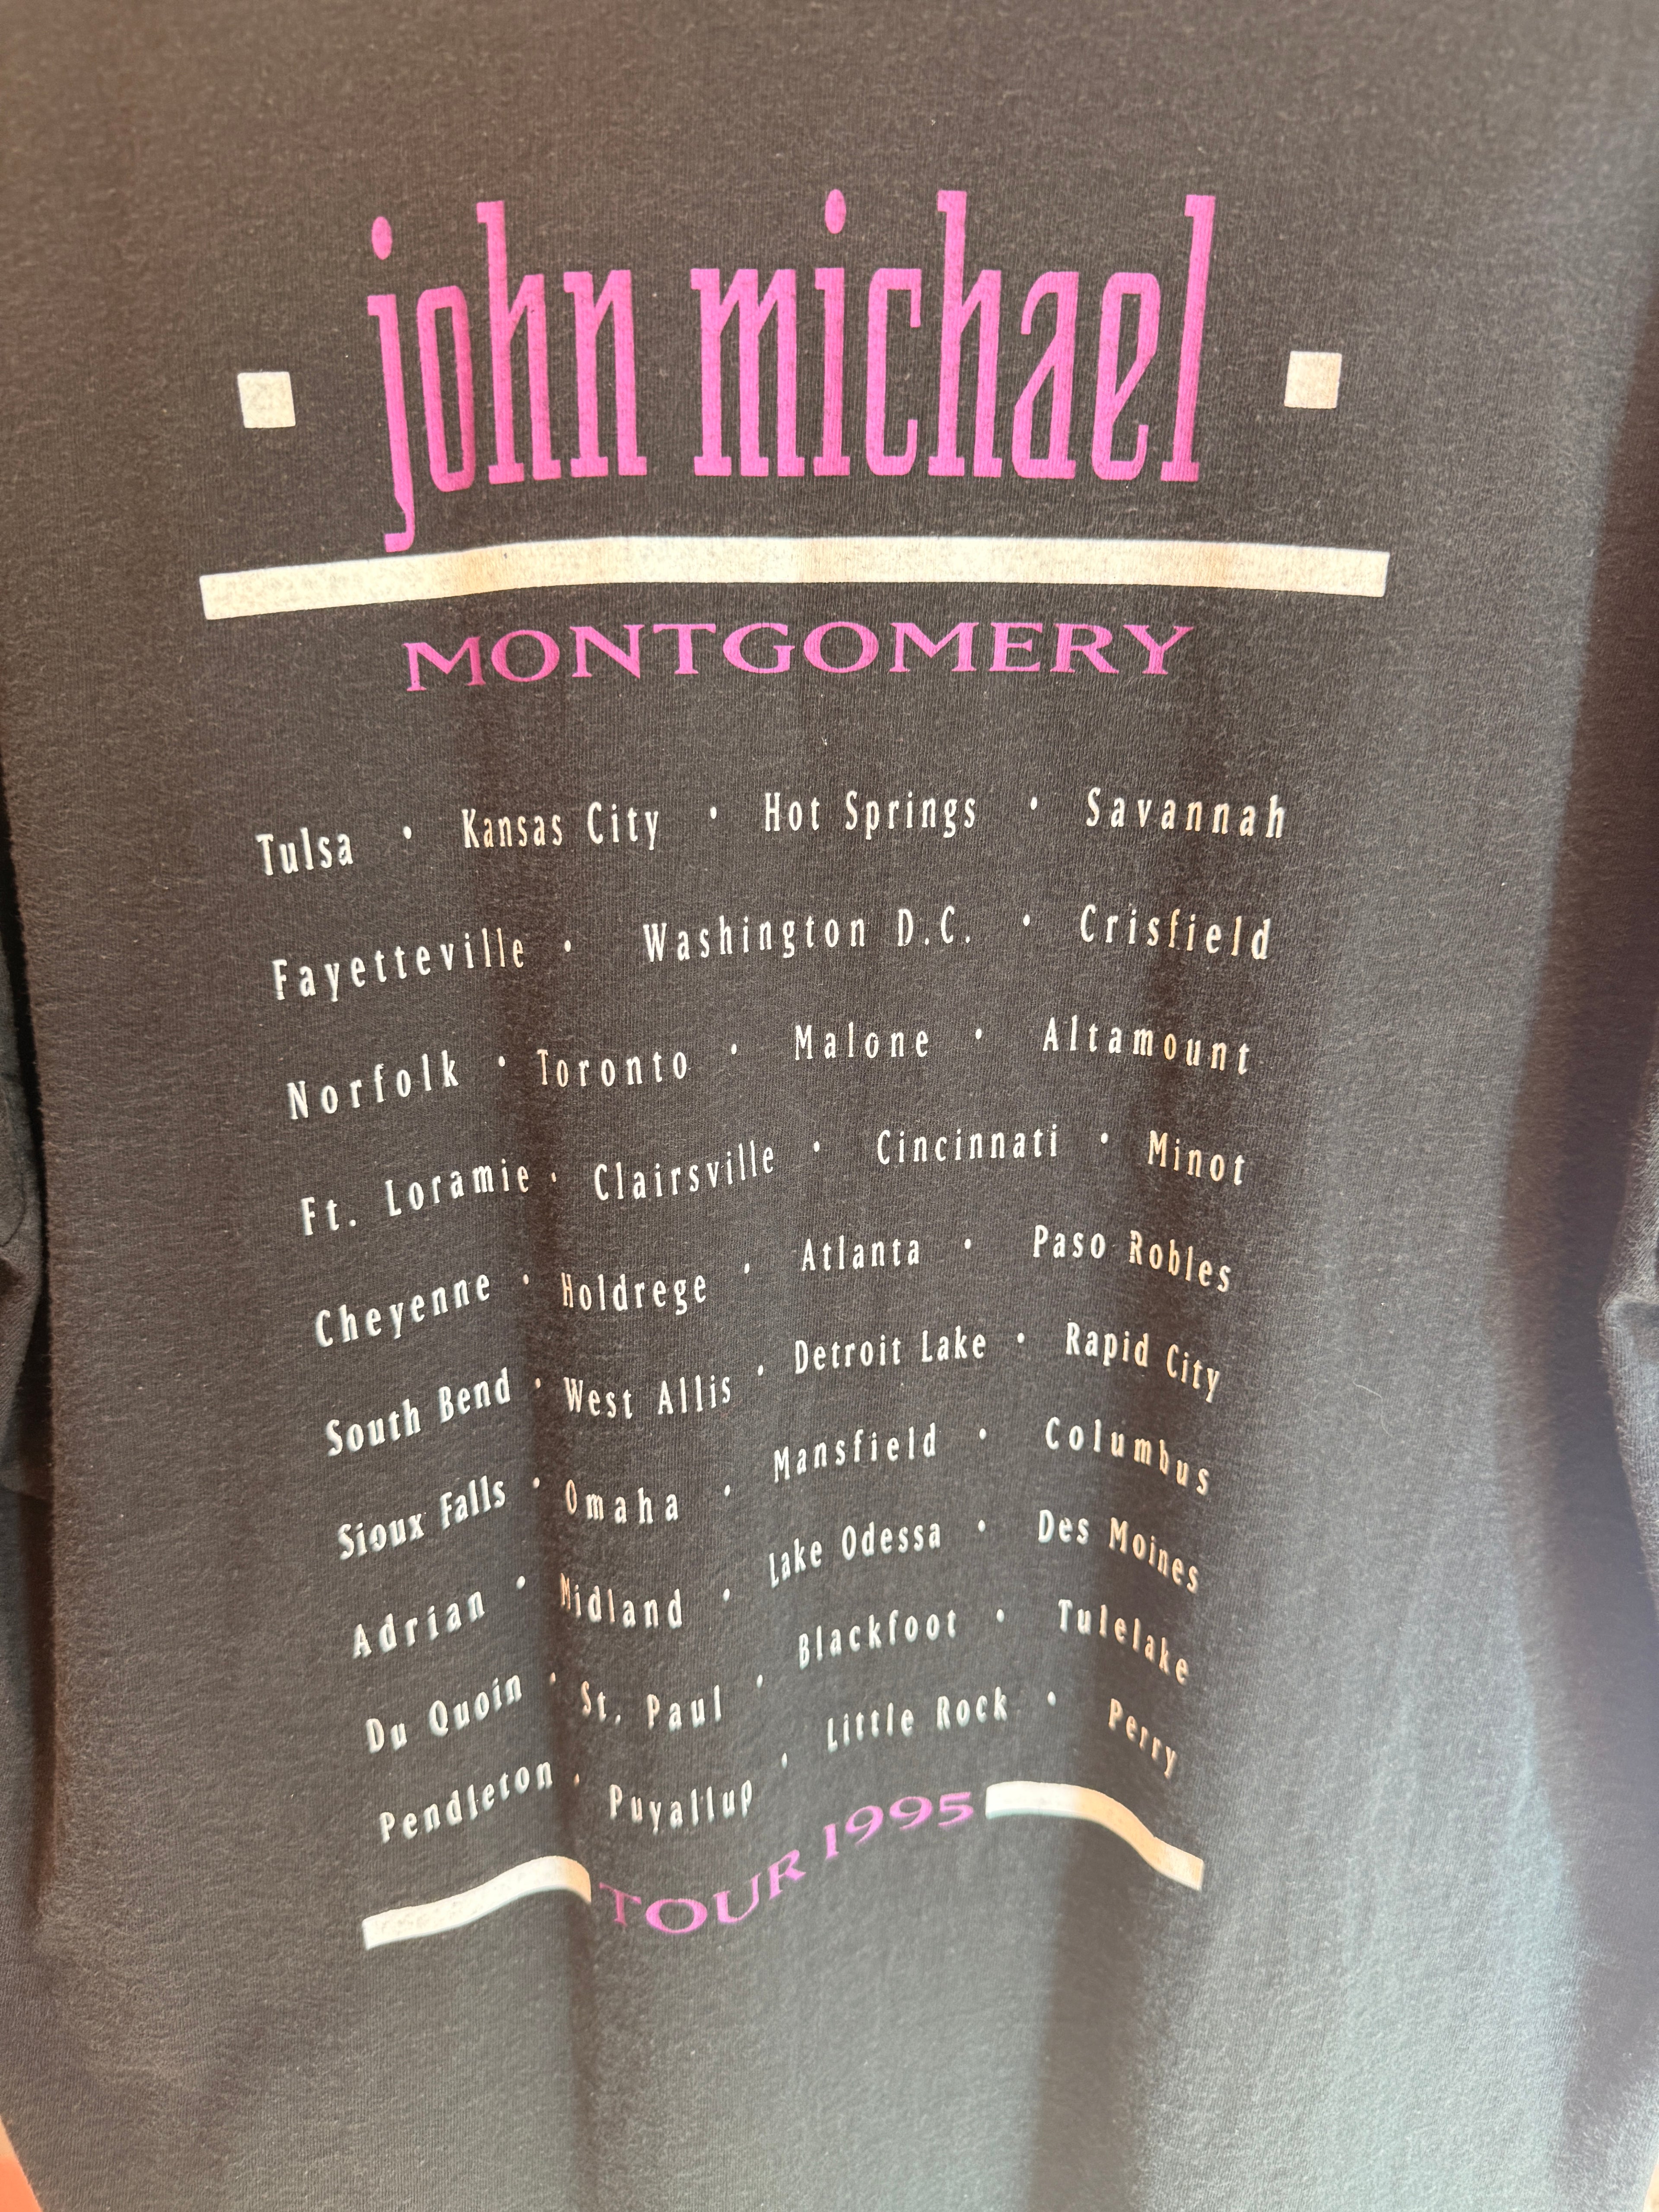 john michael
MONTGOMERY
Tulsa • Kansas City • Hot Springs • Savannah
Fayetteville • Washington D.C. • Crisfield
Norfolk • Toronto • Malone • Altamount
Ft. Loramie • Clairsville • Cincinnati • Minot
Cheyenne • Holdrege • Atlanta • Paso Robles
South Bend • West Allis • Detroit Lake • Rapid City
Sioux Falls • Omaha • Mansfield • Columbus
Adrian • Midland • Lake Odessa • Des Moines
Du Quoin • St. Paul • Blackfoot • Tulelake
Pendleton • Puyallup • Little Rock • Perry
TOUR 1995